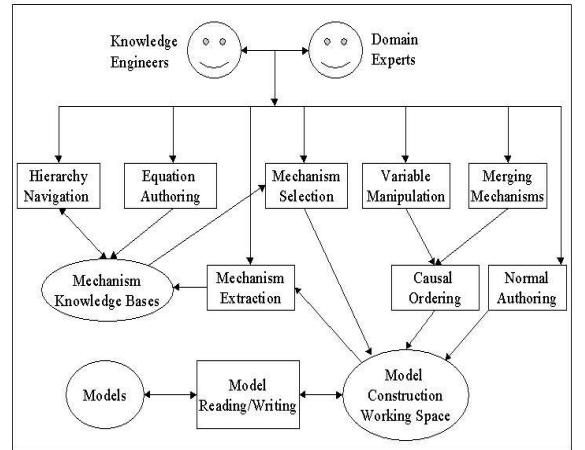 Knowledge
Engineers
Domain
Experts
Hierarchy
Navigation
Equation
Authoring
Mechanism
Selection
Variable
Manipulation
Merging
Mechanisms
Mechanism
Knowledge Bases
Mechanism
Extraction
Causal
Ordering
Normal
Authoring
Models
Model
Reading/Writing
Model
Construction
Working Space